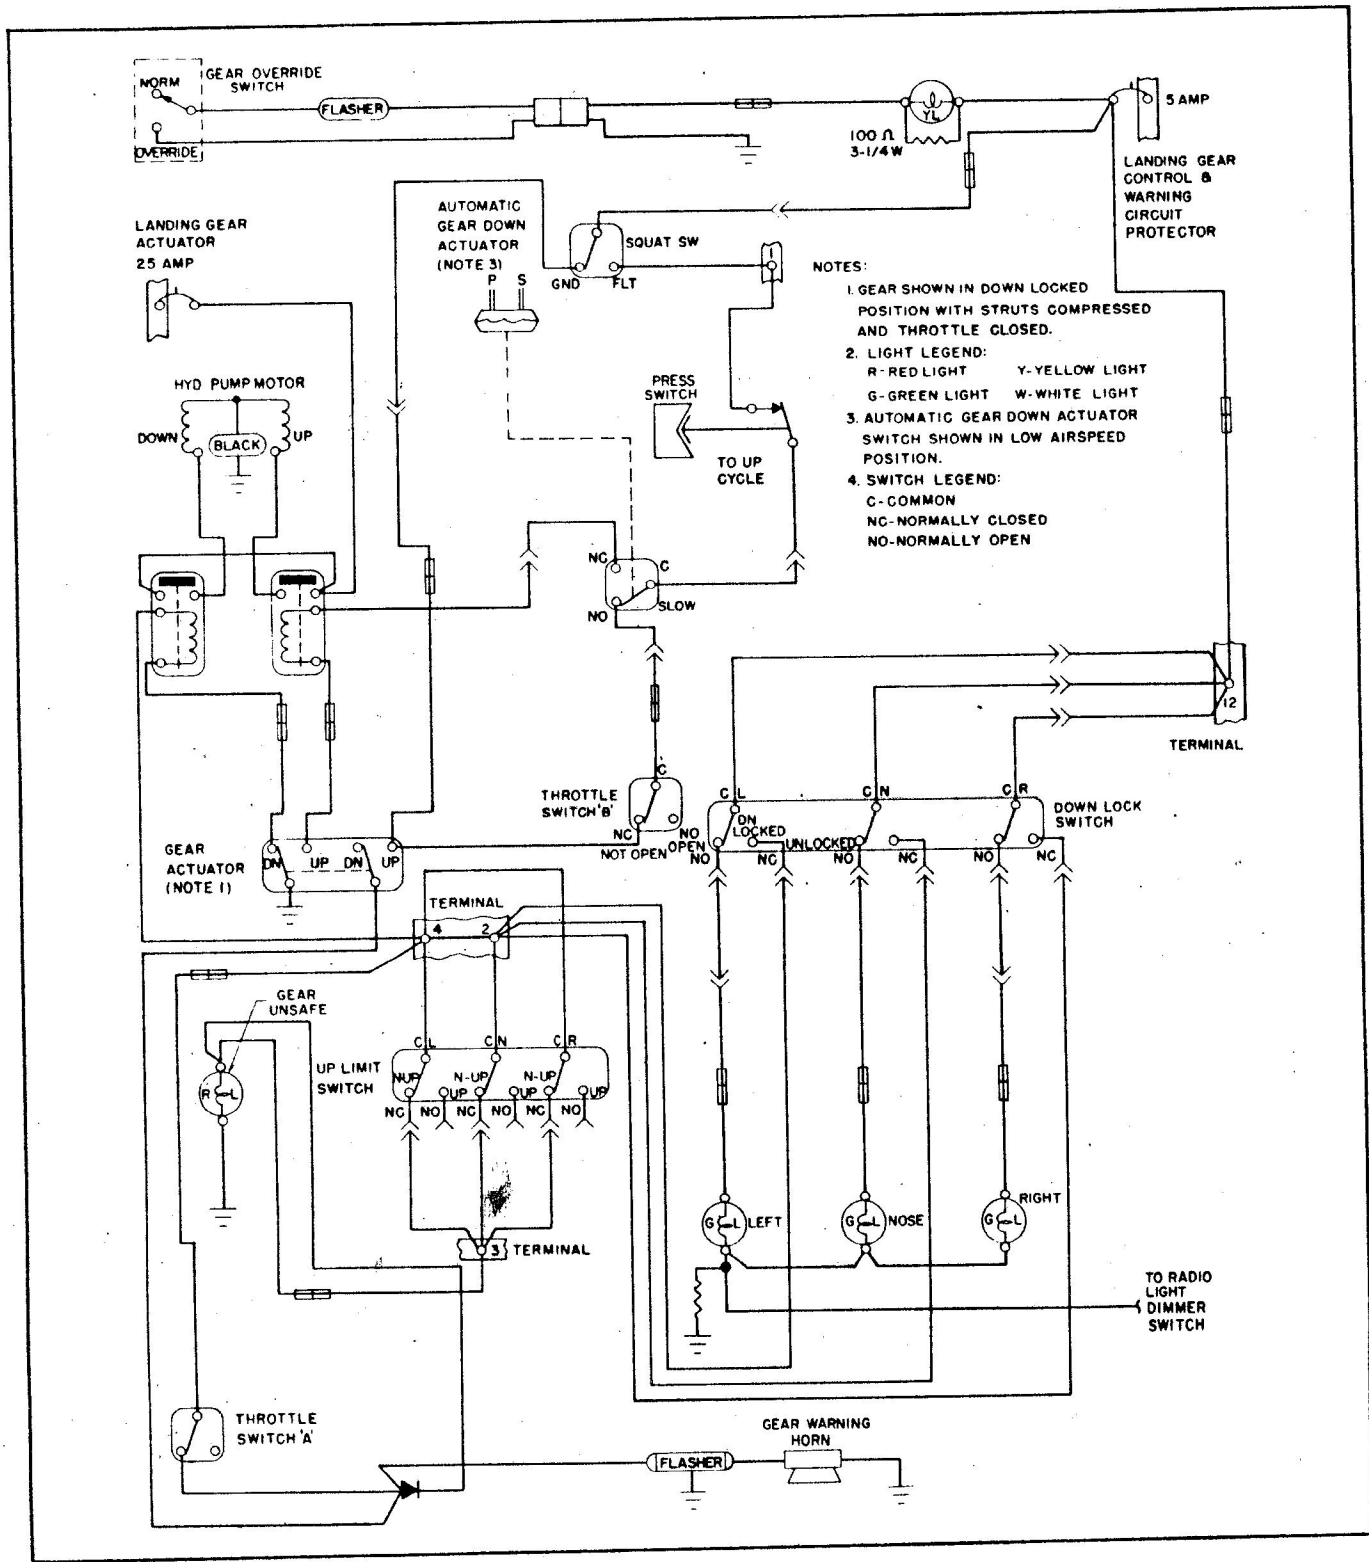 NORM
GEAR OVERRIDE
SWITCH
FLASHER
OVERRIDE
YL
100 Ω
3-1/4W
5 AMP
LANDING GEAR
CONTROL &
WARNING
CIRCUIT
PROTECTOR
LANDING GEAR
ACTUATOR
25 AMP
AUTOMATIC
GEAR DOWN
ACTUATOR
(NOTE 3)
P S
SQUAT SW
GND FLT
NOTES:
1. GEAR SHOWN IN DOWN LOCKED
POSITION WITH STRUTS COMPRESSED
AND THROTTLE CLOSED.
2. LIGHT LEGEND:
R-RED LIGHT Y-YELLOW LIGHT
G-GREEN LIGHT W-WHITE LIGHT
3. AUTOMATIC GEAR DOWN ACTUATOR
SWITCH SHOWN IN LOW AIRSPEED
POSITION.
4. SWITCH LEGEND:
C-COMMON
NC-NORMALLY CLOSED
NO-NORMALLY OPEN
HYD PUMP MOTOR
DOWN
BLACK
UP
PRESS
SWITCH
TO UP
CYCLE
NC
C
SLOW
NO
12
TERMINAL
C
THROTTLE
SWITCH 'B'
NC
NOT OPEN
NO
OPEN
C L
C N
C R
DOWN LOCK
SWITCH
DN
LOCKED
UNLOCKED
NO NC NO NC NO NC
GEAR
ACTUATOR
(NOTE 1)
DN UP DN UP
TERMINAL
4 2
GEAR
UNSAFE
R L
UP LIMIT
SWITCH
C L C N C R
N-UP UP N-UP UP N-UP UP
NC NO NC NO NC NO
3 TERMINAL
G L LEFT
G L NOSE
G L RIGHT
TO RADIO
LIGHT
DIMMER
SWITCH
THROTTLE
SWITCH 'A'
FLASHER
GEAR WARNING
HORN